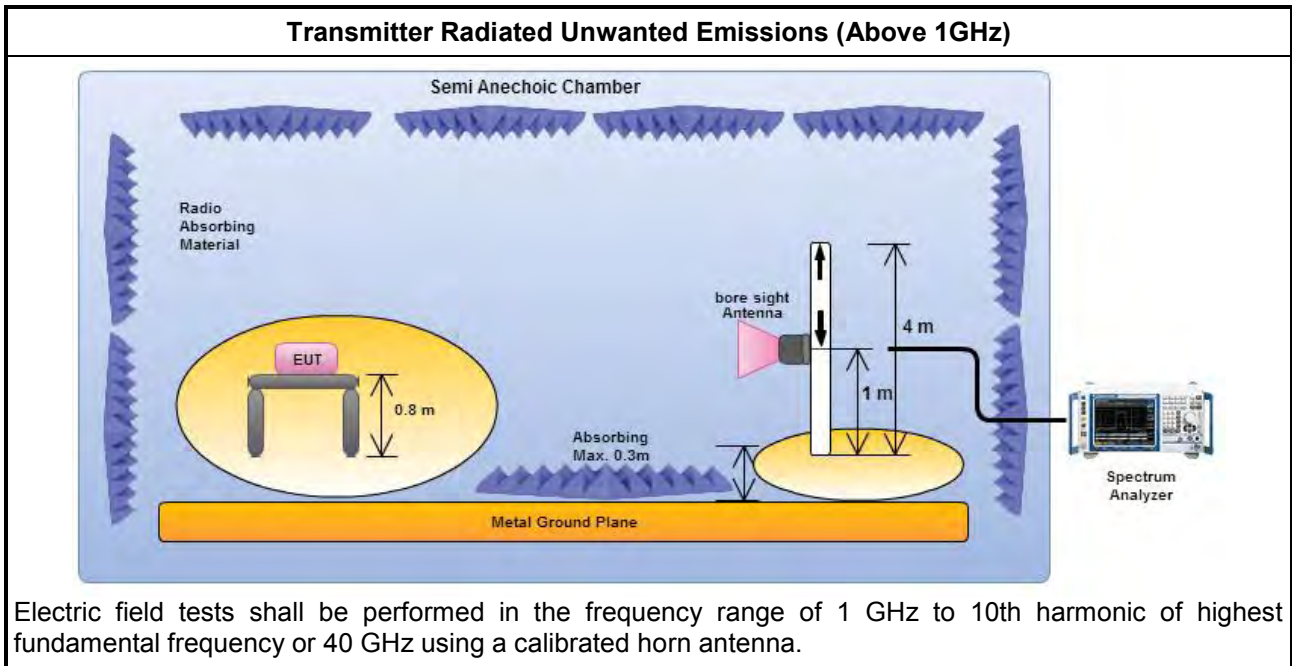 Transmitter Radiated Unwanted Emissions (Above 1GHz)
Semi Anechoic Chamber
Radio
Absorbing
Material
bore sight
Antenna
4 m
EUT
1 m
0.8 m
Absorbing
Max. 0.3m
Spectrum
Analyzer
Metal Ground Plane
Electric field tests shall be performed in the frequency range of 1 GHz to 10th harmonic of highest
fundamental frequency or 40 GHz using a calibrated horn antenna.